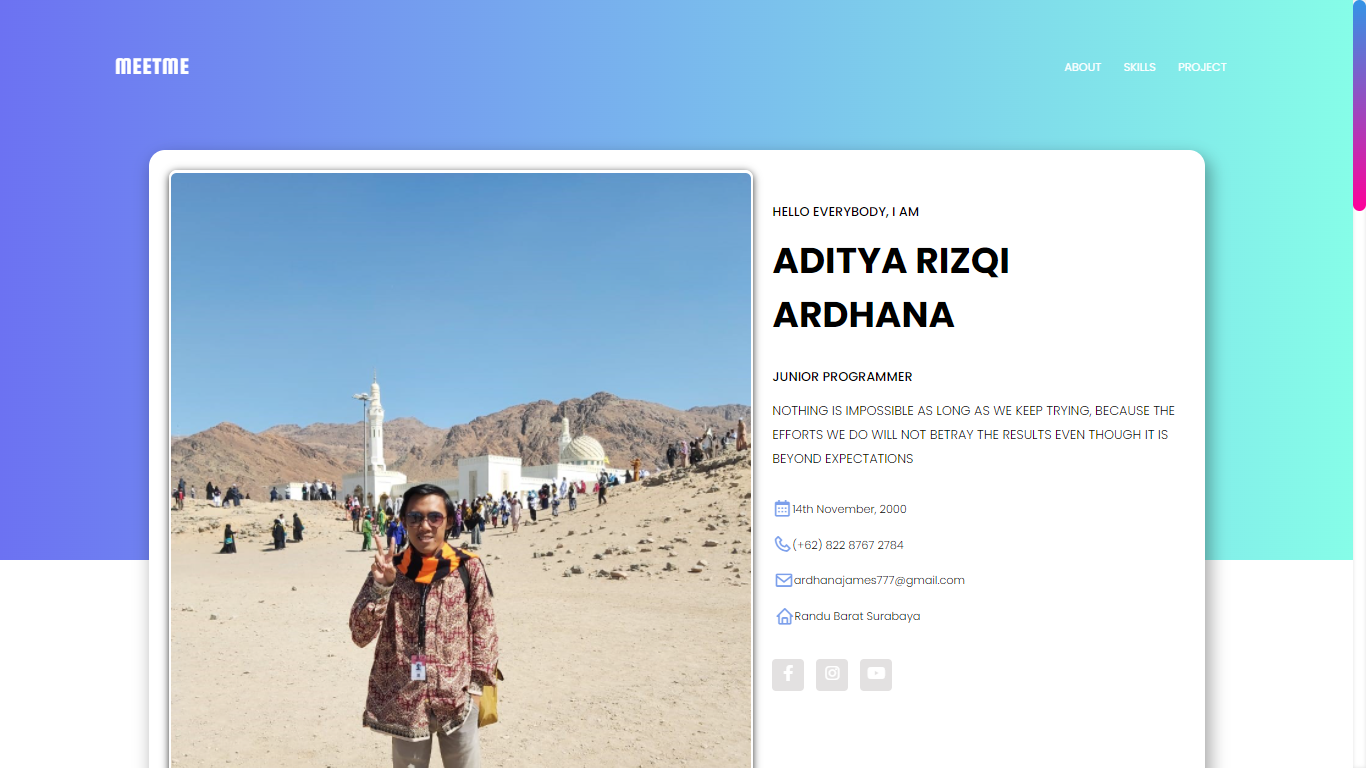 MEETME
ABOUT SKILLS PROJECT
HELLO EVERYBODY, I AM
ADITYA RIZQI
ARDHANA
JUNIOR PROGRAMMER
NOTHING IS IMPOSSIBLE AS LONG AS WE KEEP TRYING, BECAUSE THE
EFFORTS WE DO WILL NOT BETRAY THE RESULTS EVEN THOUGH IT IS
BEYOND EXPECTATIONS
14th November, 2000
(+62) 822 8767 2784
ardhanajames777@gmail.com
Randu Barat Surabaya